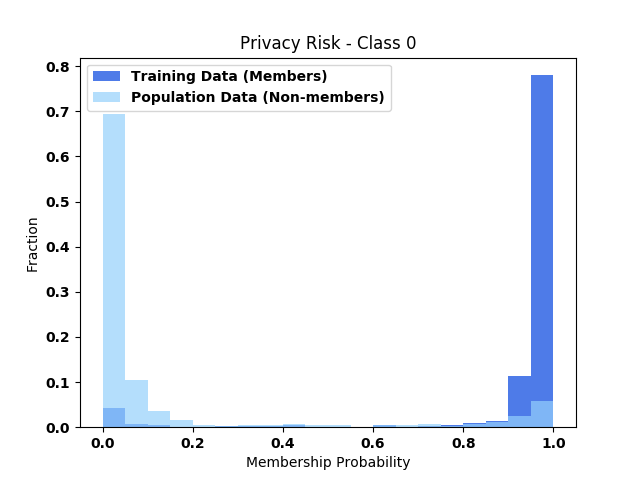 Privacy Risk - Class 0
Training Data (Members)
Population Data (Non-members)
0.8
0.7
0.6
0.5
0.4
0.3
0.2
0.1
0.0
Fraction
0.0 0.2 0.4 0.6 0.8 1.0
Membership Probability